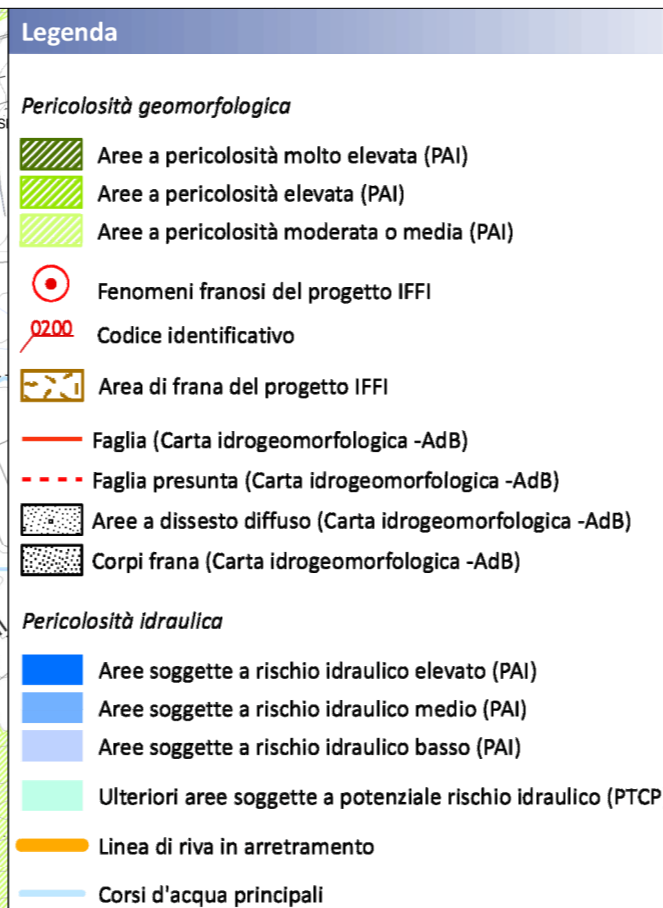 Legenda
Pericolosità geomorfologica
Aree a pericolosità molto elevata (PAI)
Aree a pericolosità elevata (PAI)
Aree a pericolosità moderata o media (PAI)
Fenomeni franosi del progetto IFFI
0200 Codice identificativo
Area di frana del progetto IFFI
Faglia (Carta idrogeomorfologica -AdB)
Faglia presunta (Carta idrogeomorfologica -AdB)
Aree a dissesto diffuso (Carta idrogeomorfologica -AdB)
Corpi frana (Carta idrogeomorfologica -AdB)
Pericolosità idraulica
Aree soggette a rischio idraulico elevato (PAI)
Aree soggette a rischio idraulico medio (PAI)
Aree soggette a rischio idraulico basso (PAI)
Ulteriori aree soggette a potenziale rischio idraulico (PTCP
Linea di riva in arretramento
Corsi d'acqua principali